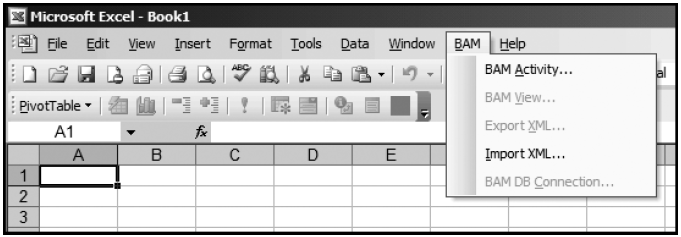 Microsoft Excel - Book1
File Edit View Insert Format Tools Data Window BAM Help
BAM Activity...
BAM View...
Export XML...
Import XML...
BAM DB Connection...
ABC
al
PivotTable
A1 fx
A B C D E
1
2
3